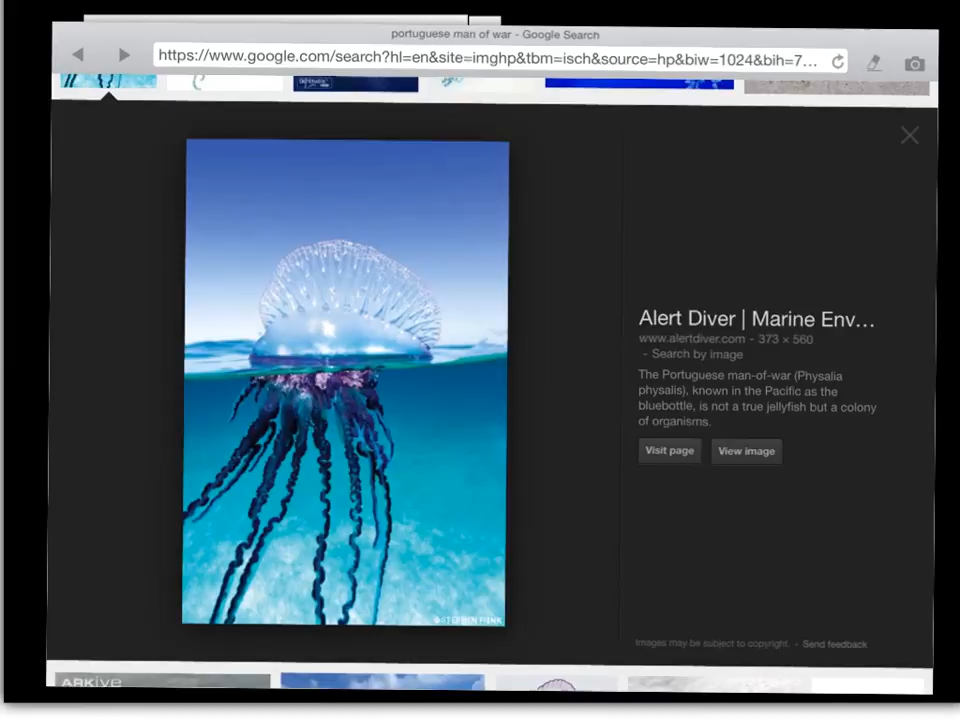 portuguese man of war - Google Search
https://www.google.com/search?hl=en&site=imghp&tbm=isch&source=hp&biw=1024&bih=7...
Alert Diver | Marine Env...
www.alertdiver.com - 373 × 560
- Search by image
The Portuguese man-of-war (Physalia
physalis), known in the Pacific as the
bluebottle, is not a true jellyfish but a colony
of organisms.
Visit page View image
©STEPHEN FRINK
Images may be subject to copyright. - Send feedback
ARKive